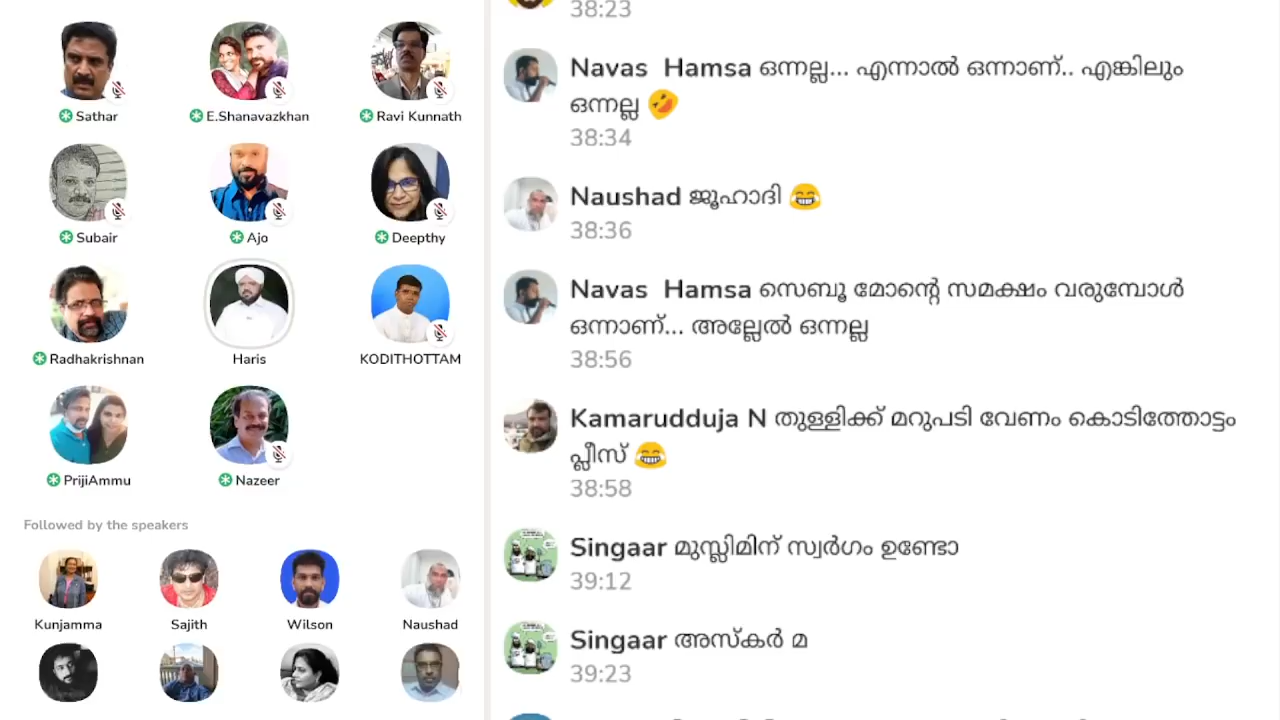 Sathar
E.Shanavazkhan
Ravi Kunnath
Subair
Ajo
Deepthy
Radhakrishnan
Haris
KODITHOTTAM
PrijiAmmu
Nazeer
Followed by the speakers
Kunjamma
Sajith
Wilson
Naushad
38:23
Navas Hamsa ഒന്നല്ല... എന്നാൽ ഒന്നാണ്.. എങ്കിലും
ഒന്നല്ല 🤣
38:34
Naushad ജൂഹാദി 😂
38:36
Navas Hamsa സെബൂ മോന്റെ സമക്ഷം വരുമ്പോൾ
ഒന്നാണ്... അല്ലേൽ ഒന്നല്ല
38:56
Kamarudduja N തുള്ളിക്ക് മറുപടി വേണം കൊടിത്തോട്ടം
പ്ലീസ് 😂
38:58
Singaar മുസ്ലിമിന് സ്വർഗം ഉണ്ടോ
39:12
Singaar അസ്കർ മ
39:23